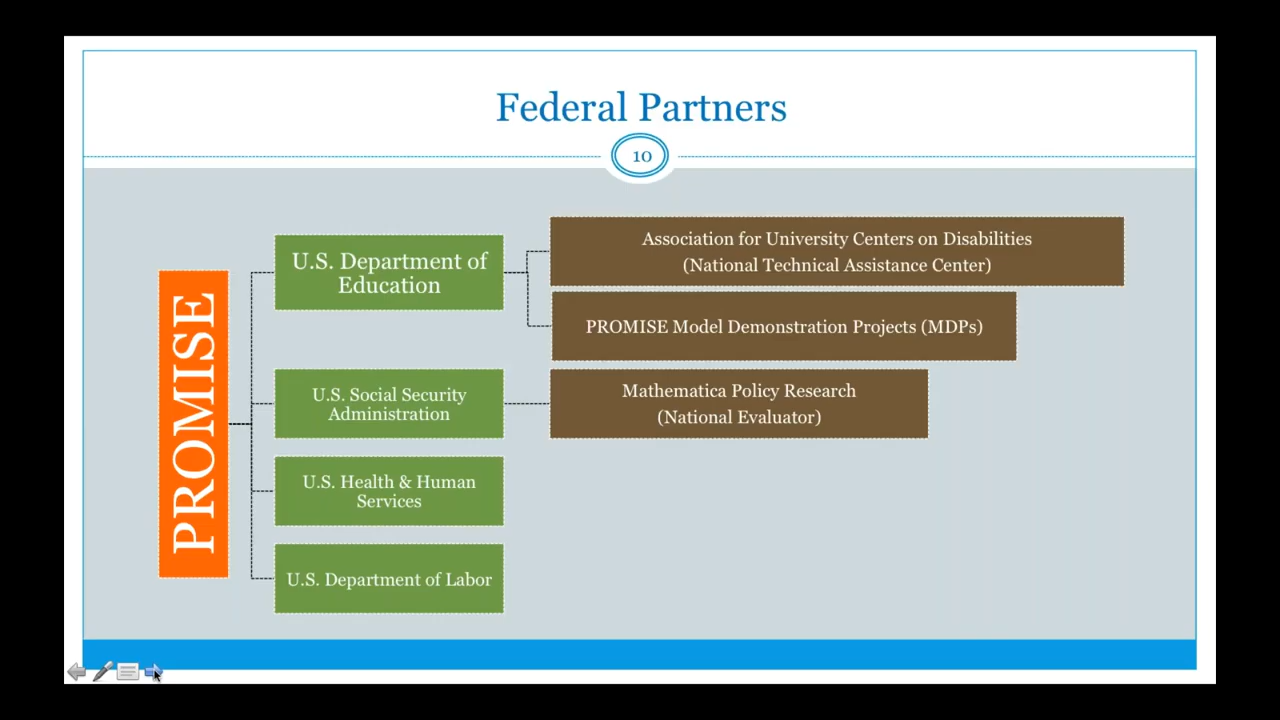 Federal Partners
10
PROMISE
U.S. Department of
Education
Association for University Centers on Disabilities
(National Technical Assistance Center)
PROMISE Model Demonstration Projects (MDPs)
U.S. Social Security
Administration
Mathematica Policy Research
(National Evaluator)
U.S. Health & Human
Services
U.S. Department of Labor